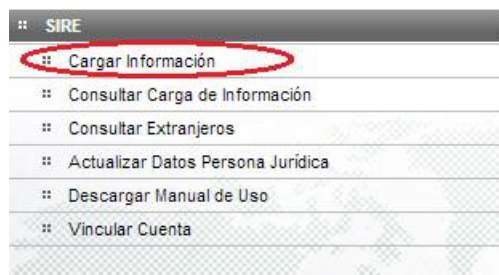 SIRE
Cargar Información
Consultar Carga de Información
Consultar Extranjeros
Actualizar Datos Persona Jurídica
Descargar Manual de Uso
Vincular Cuenta